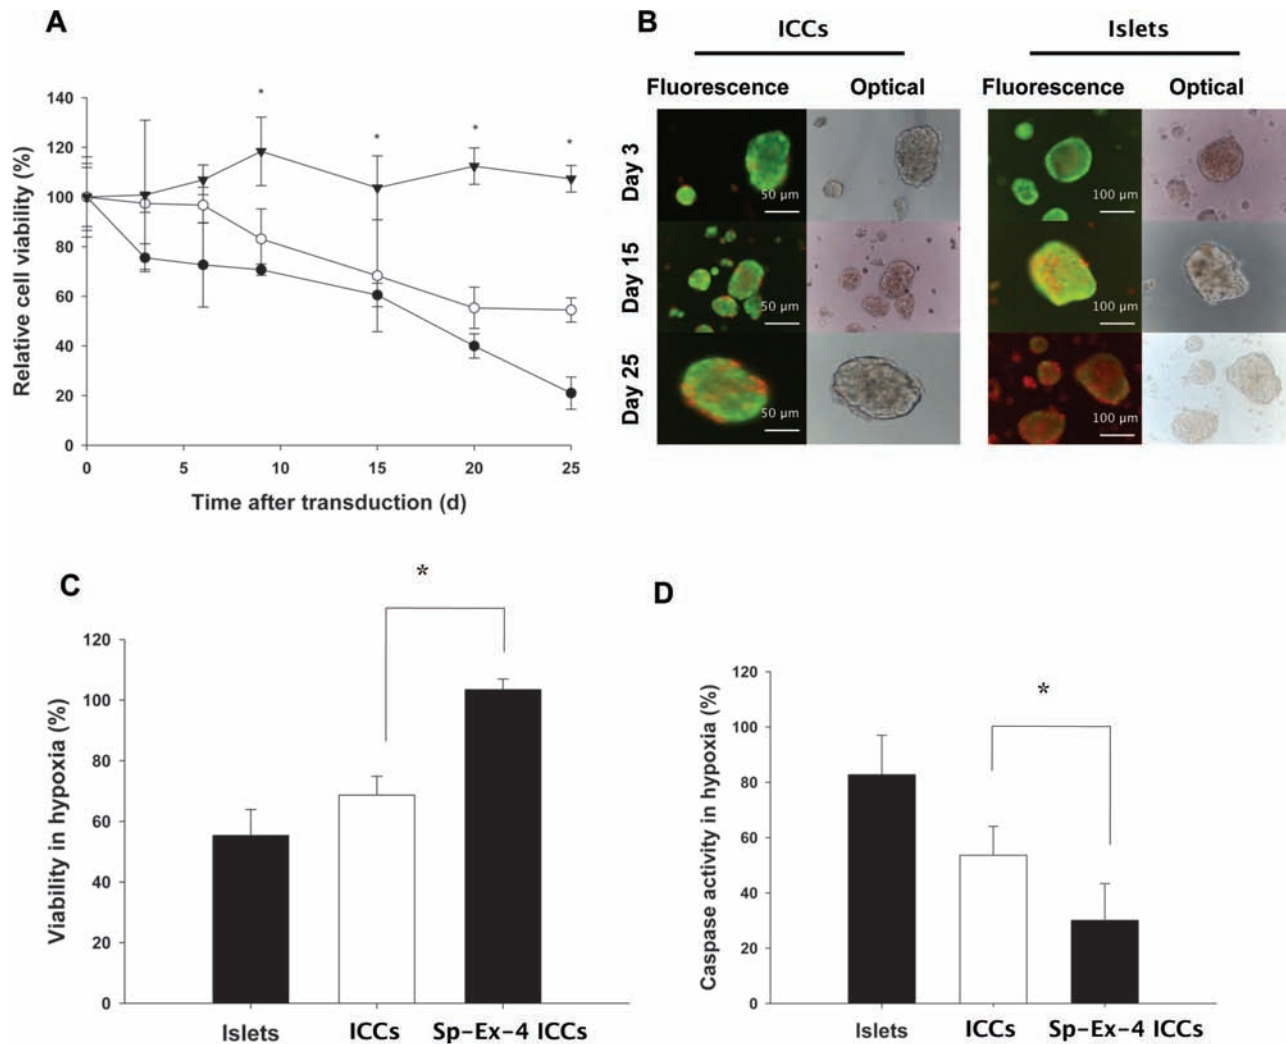 A
Relative cell viability (%)
140
120
100
80
60
40
20
0
*
*
*
*
0
5
10
15
20
25
Time after transduction (d)
B
ICCs
Islets
Fluorescence
Optical
Fluorescence
Optical
Day 3
50 µm
100 µm
Day 15
50 µm
100 µm
Day 25
50 µm
100 µm
C
*
Viability in hypoxia (%)
120
100
80
60
40
20
0
Islets
ICCs
Sp-Ex-4 ICCs
D
*
Caspase activity in hypoxia (%)
120
100
80
60
40
20
0
Islets
ICCs
Sp-Ex-4 ICCs